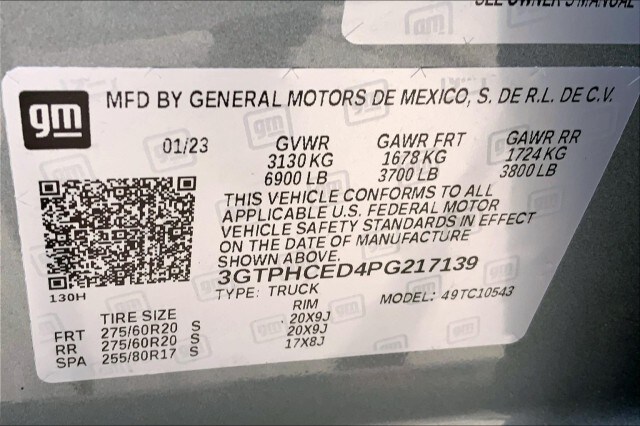 SEE OWNER'S MANUAL
gm MFD BY GENERAL MOTORS DE MEXICO, S. DE R.L. DE C.V.
01/23 GVWR GAWR FRT GAWR RR
3130 KG 1678 KG 1724 KG
6900 LB 3700 LB 3800 LB
THIS VEHICLE CONFORMS TO ALL
APPLICABLE U.S. FEDERAL MOTOR
VEHICLE SAFETY STANDARDS IN EFFECT
ON THE DATE OF MANUFACTURE
SHOWN ABOVE.
3GTPHCED4PG217139
130H TYPE: TRUCK MODEL: 49TC10543
TIRE SIZE RIM
FRT 275/60R20 S 20X9J
RR 275/60R20 S 20X9J
SPA 255/80R17 S 17X8J